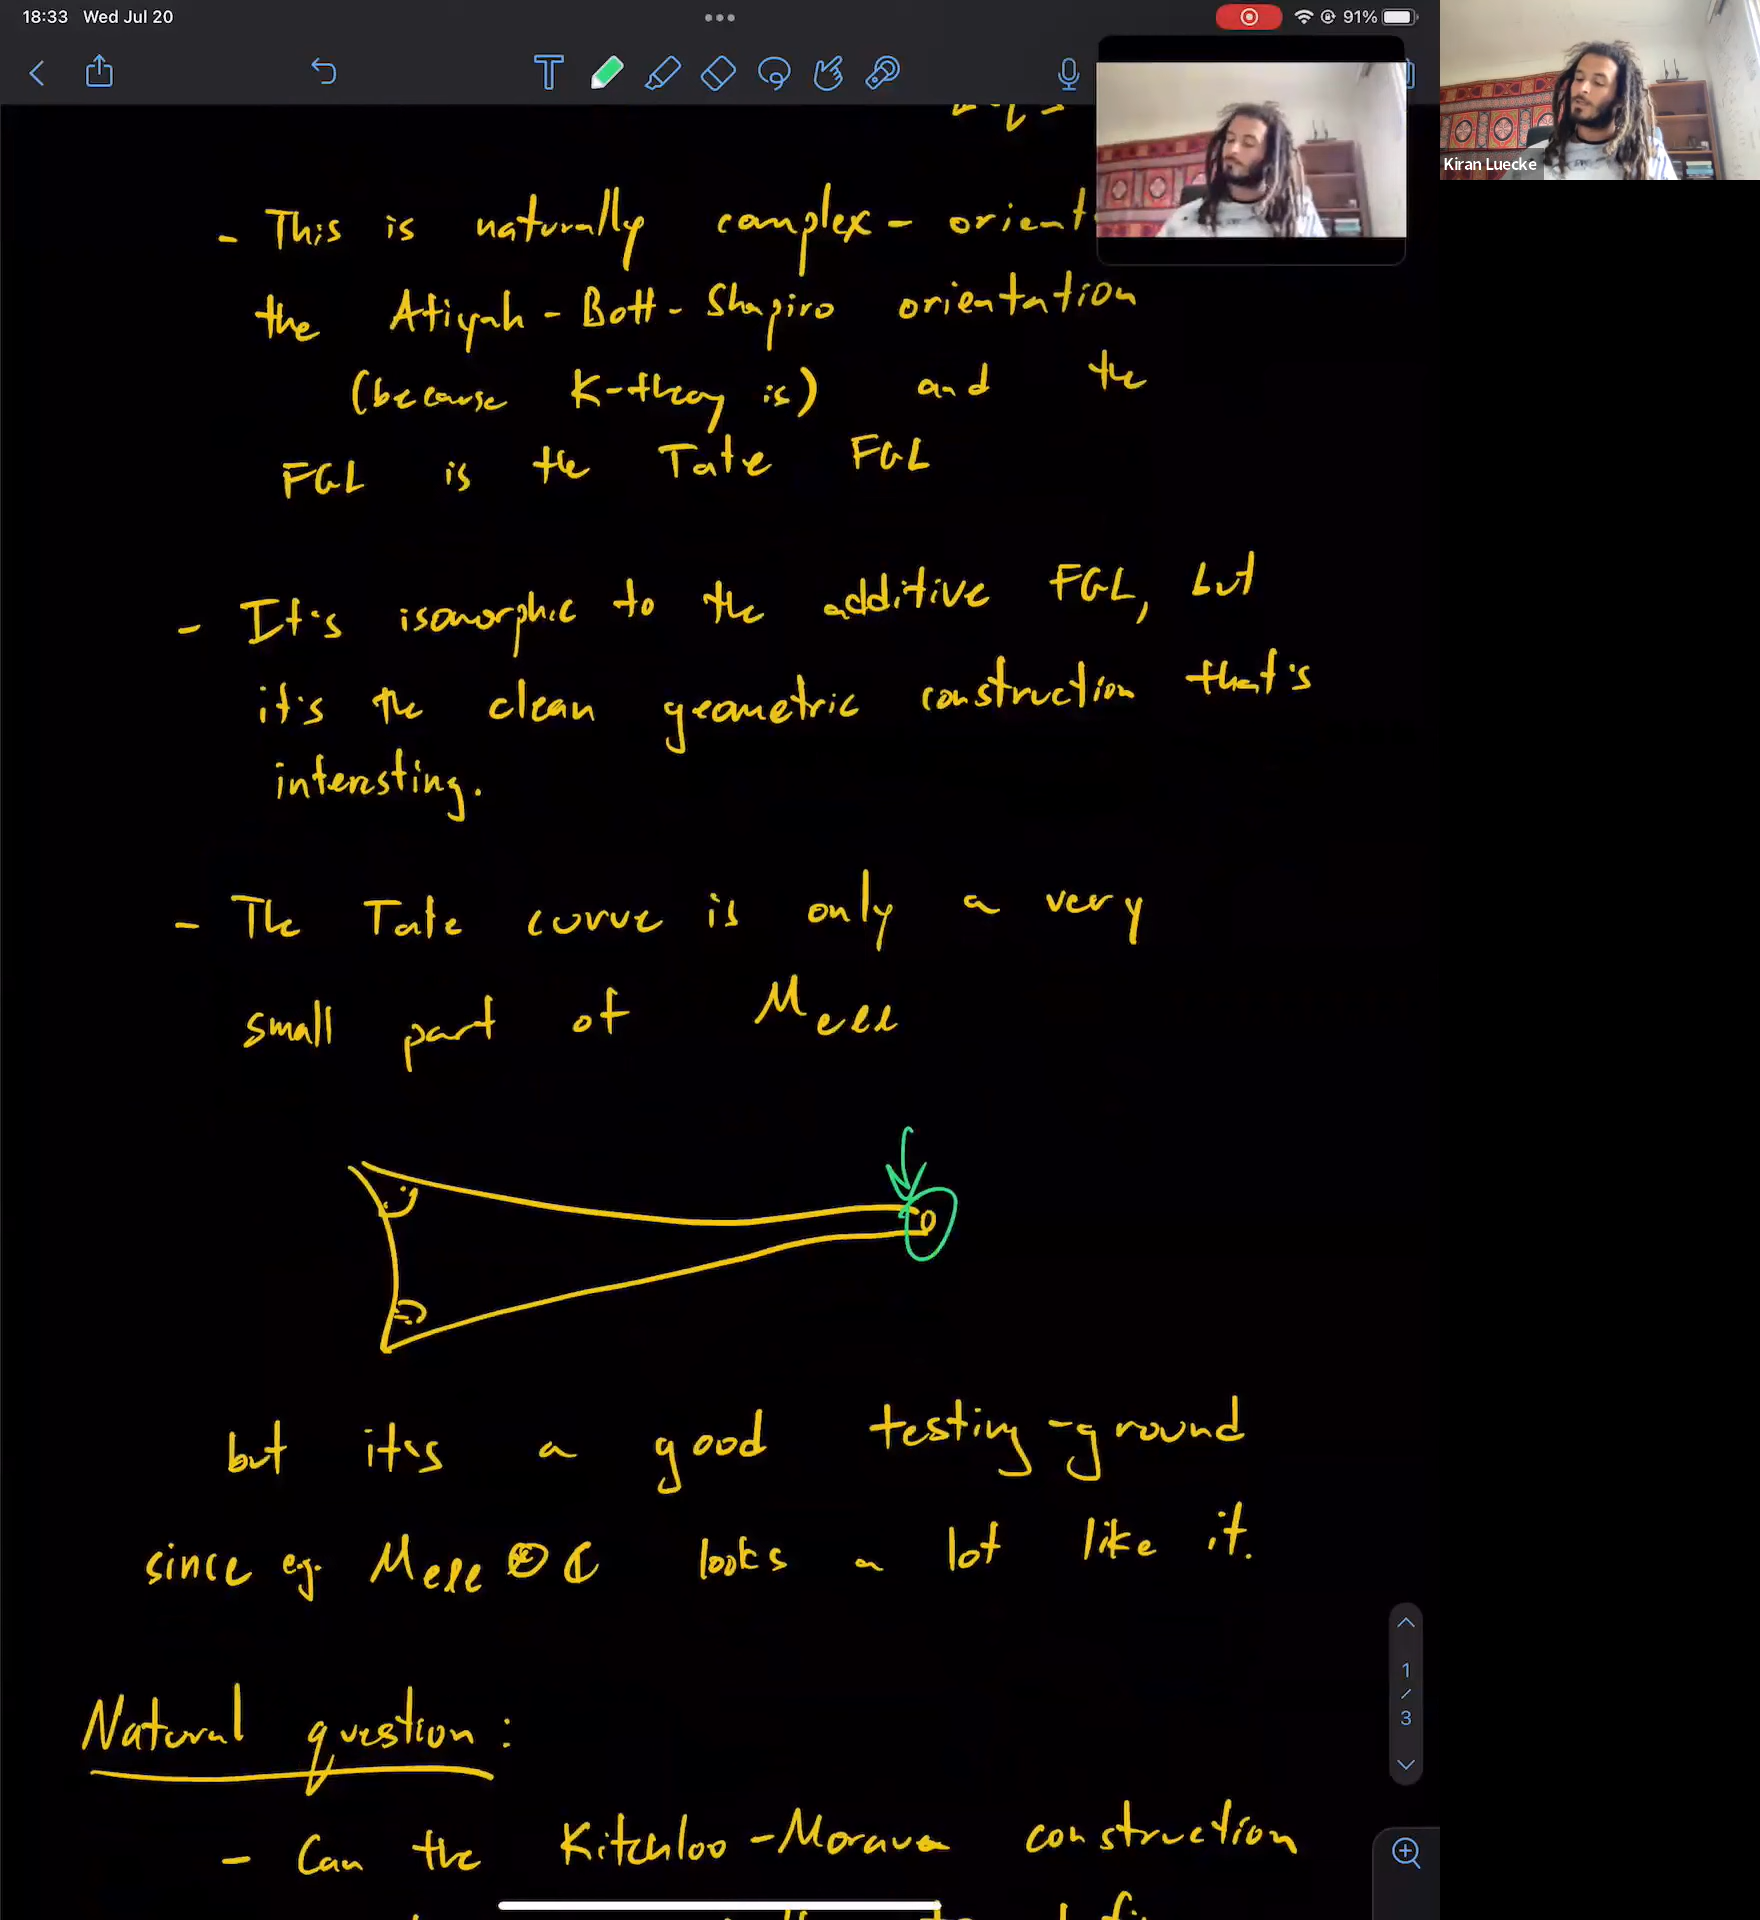 18:33 Wed Jul 20
91%
Kiran Luecke
- This is naturally complex - orient
the Atiyah - Bott - Shapiro orientation
(because K-theory is) and the
FGL is the Tate FGL
- It's isomorphic to the additive FGL, but
it's the clean geometric construction that's
interesting.
- The Tate curve is only a very
small part of Mell
but it's a good testing-ground
since eg. Mell ⊗ ℂ looks a lot like it.
Natural question:
- Can the Kitchloo - Morava construction
1
/
3